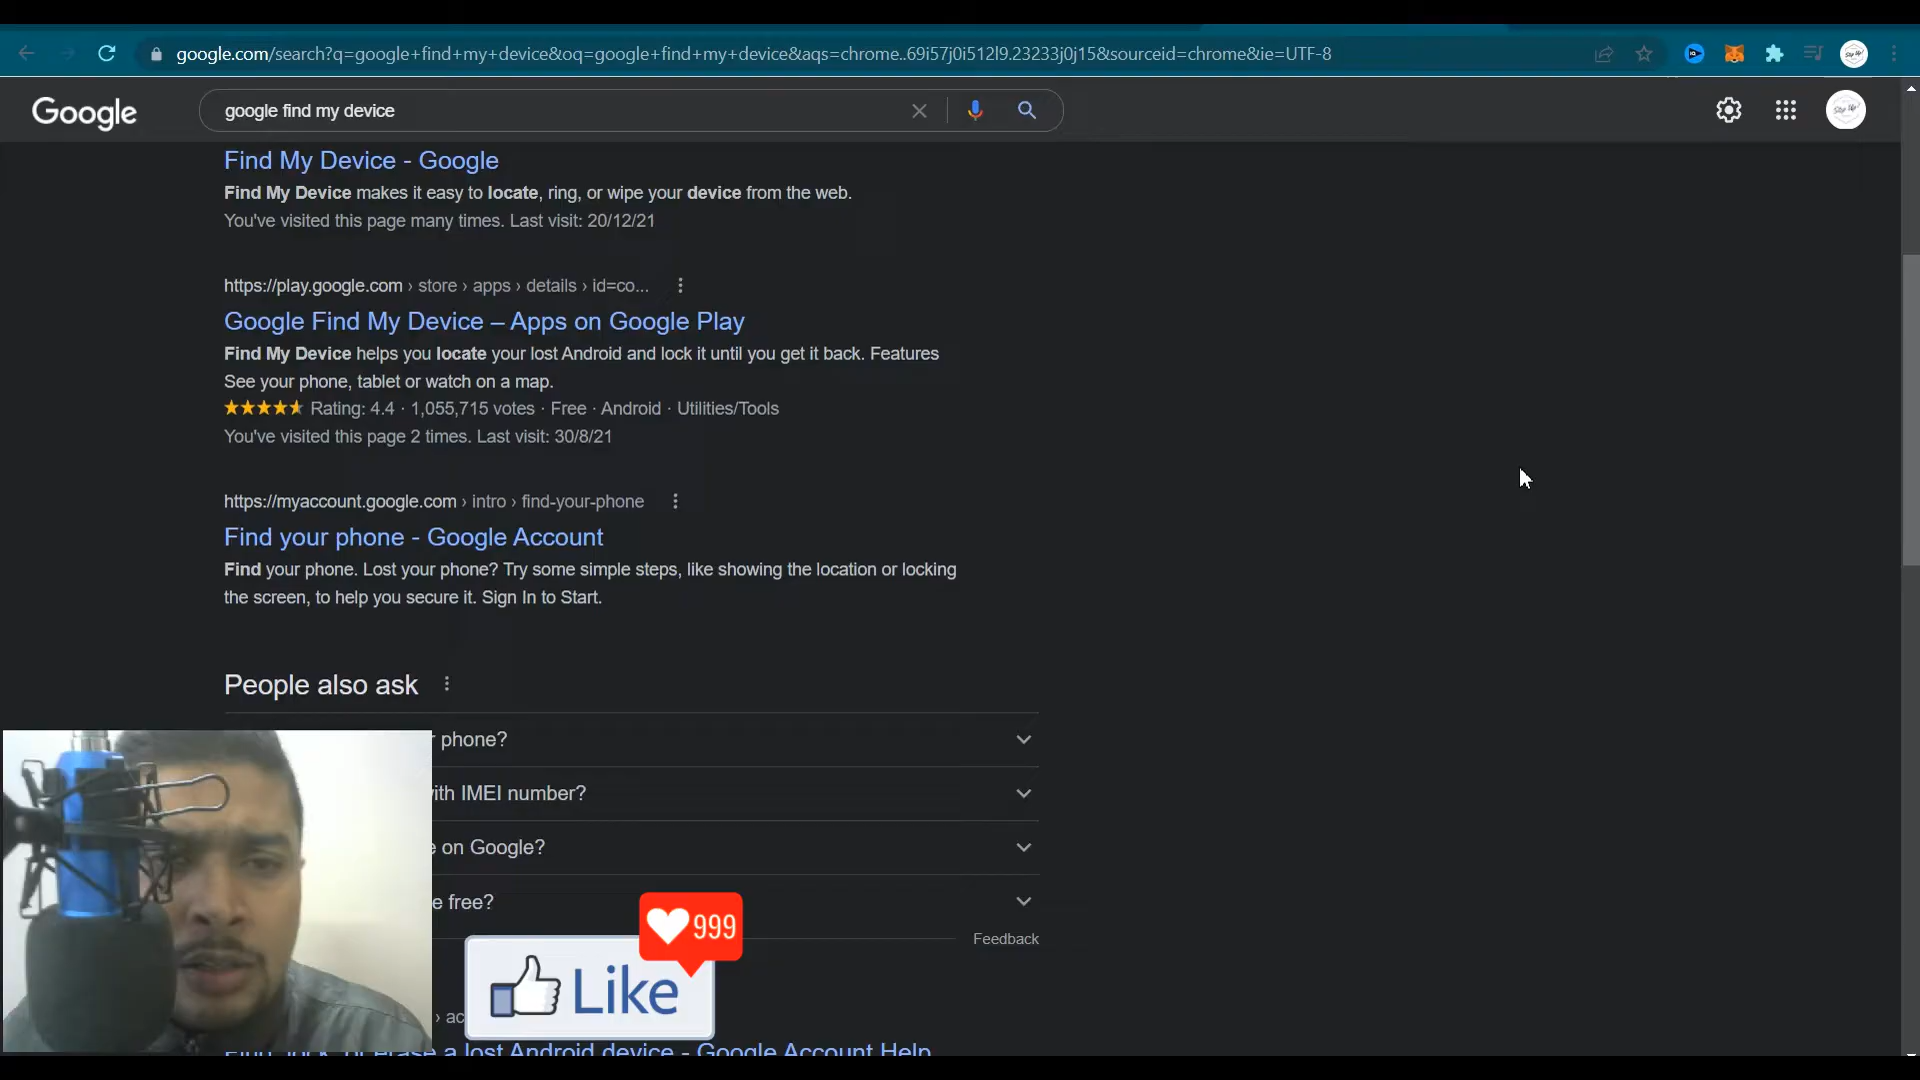 google.com/search?q=google+find+my+device&oq=google+find+my+device&aqs=chrome..69i57j0i512l9.23233j0j15&sourceid=chrome&ie=UTF-8
Google
google find my device
Find My Device - Google
Find My Device makes it easy to locate, ring, or wipe your device from the web.
You've visited this page many times. Last visit: 20/12/21
https://play.google.com › store › apps › details › id=co...
Google Find My Device – Apps on Google Play
Find My Device helps you locate your lost Android and lock it until you get it back. Features
See your phone, tablet or watch on a map.
Rating: 4.4 · 1,055,715 votes · Free · Android · Utilities/Tools
You've visited this page 2 times. Last visit: 30/8/21
https://myaccount.google.com › intro › find-your-phone
Find your phone - Google Account
Find your phone. Lost your phone? Try some simple steps, like showing the location or locking
the screen, to help you secure it. Sign In to Start.
People also ask
phone?
with IMEI number?
on Google?
free?
999
Feedback
Like
› ac
Find, lock, or erase a lost Android device - Google Account Help